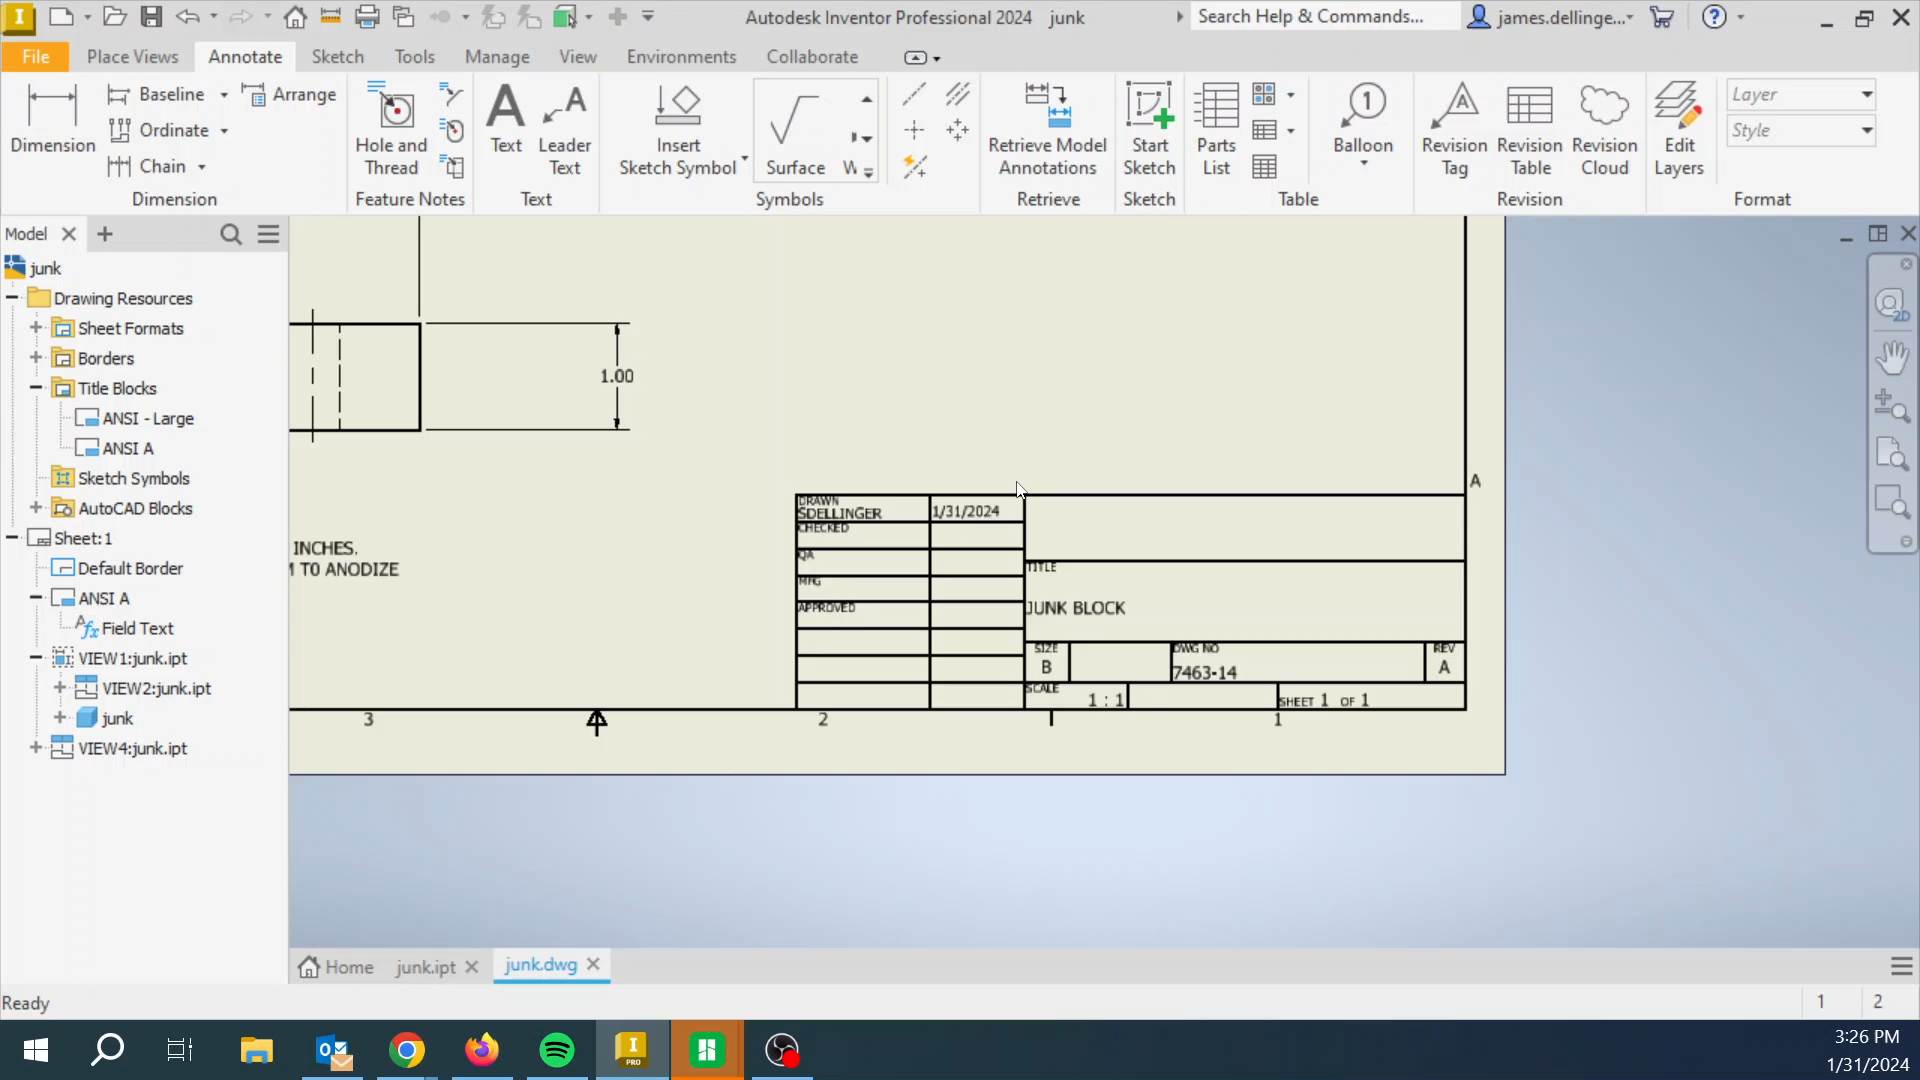 Autodesk Inventor Professional 2024 junk
Search Help & Commands...
james.dellinge...
File
Place Views
Annotate
Sketch
Tools
Manage
View
Environments
Collaborate
Dimension
Baseline
Ordinate
Chain
Arrange
Dimension
Hole and
Thread
Feature Notes
Text
Leader
Text
Text
Insert
Sketch Symbol
Surface
Symbols
Retrieve Model
Annotations
Retrieve
Start
Sketch
Sketch
Parts
List
Table
Balloon
Revision
Tag
Revision
Table
Revision
Cloud
Revision
Edit
Layers
Layer
Style
Format
Model
junk
Drawing Resources
Sheet Formats
Borders
Title Blocks
ANSI - Large
ANSI A
Sketch Symbols
AutoCAD Blocks
Sheet:1
Default Border
ANSI A
Field Text
VIEW1:junk.ipt
VIEW2:junk.ipt
junk
VIEW4:junk.ipt
1.00
INCHES.
TO ANODIZE
A
DRAWN
SDELLINGER
1/31/2024
CHECKED
QA
MFG
APPROVED
TITLE
JUNK BLOCK
SIZE
B
DWG NO
7463-14
REV
A
SCALE
1 : 1
SHEET 1 OF 1
3
2
1
Home
junk.ipt
junk.dwg
Ready
1
2
3:26 PM
1/31/2024